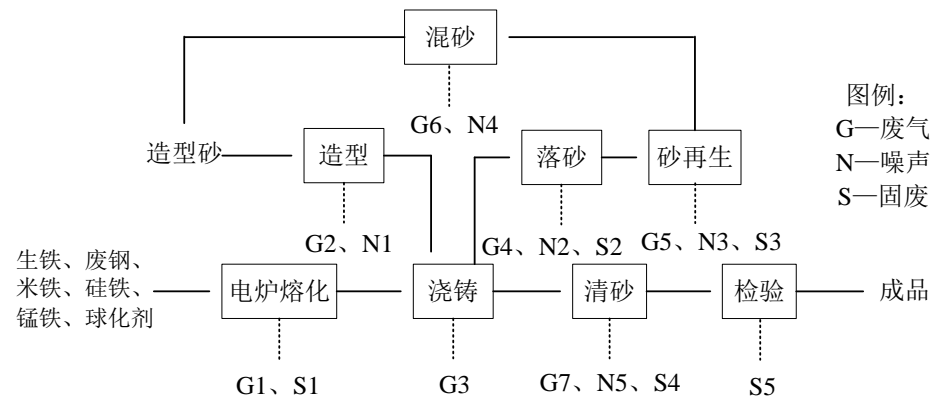 混砂
G6、N4
图例：
G—废气
N—噪声
S—固废
造型砂
造型
落砂
砂再生
G2、N1
G4、N2、S2
G5、N3、S3
生铁、废钢、
米铁、硅铁、
锰铁、球化剂
电炉熔化
浇铸
清砂
检验
成品
G1、S1
G3
G7、N5、S4
S5